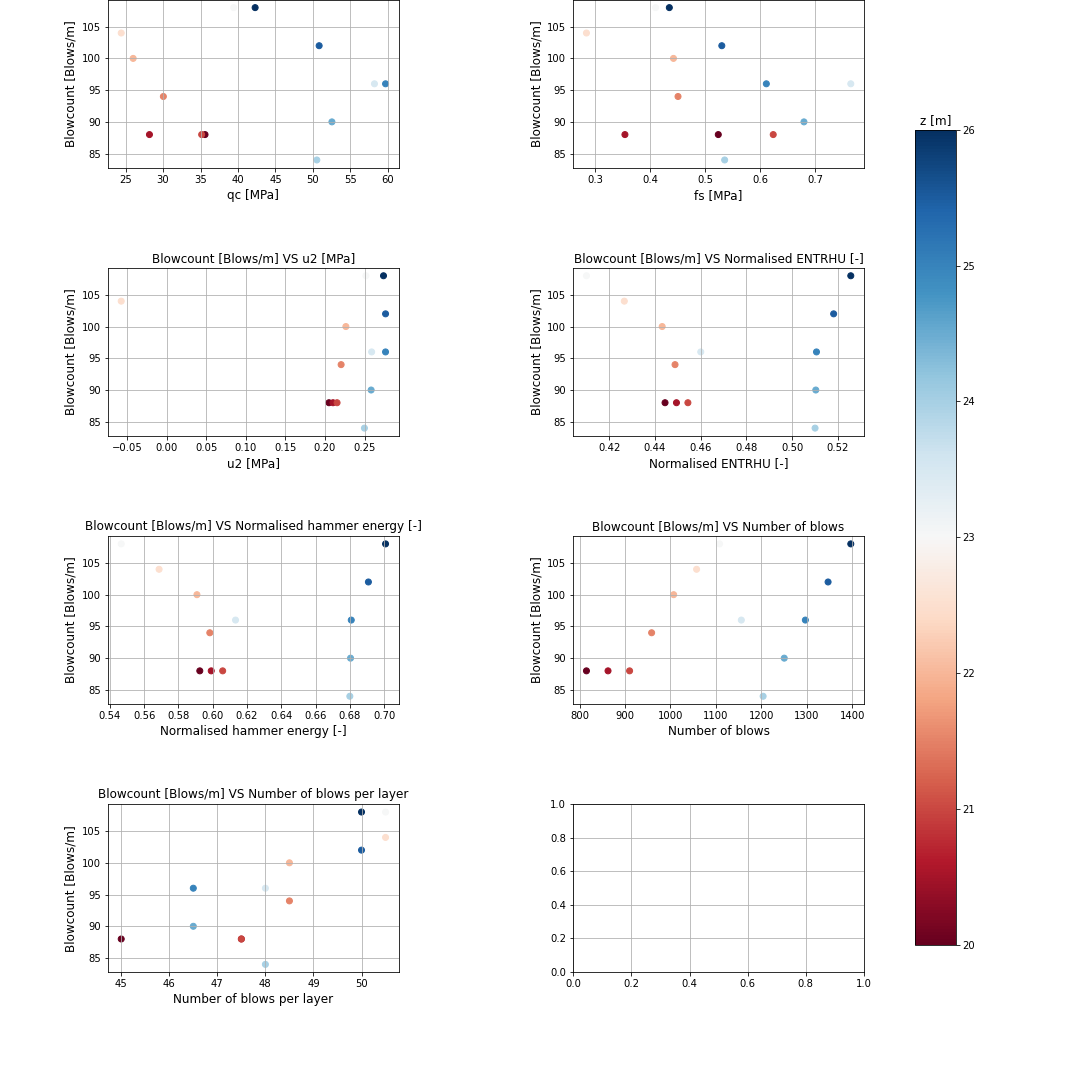 105
100
95
90
85
Blowcount [Blows/m]
25 30 35 40 45 50 55 60
qc [MPa]
105
100
95
90
85
Blowcount [Blows/m]
0.3 0.4 0.5 0.6 0.7
fs [MPa]
z [m]
26
25
24
23
22
21
20
Blowcount [Blows/m] VS u2 [MPa]
105
100
95
90
85
Blowcount [Blows/m]
−0.05 0.00 0.05 0.10 0.15 0.20 0.25
u2 [MPa]
Blowcount [Blows/m] VS Normalised ENTRHU [-]
105
100
95
90
85
Blowcount [Blows/m]
0.42 0.44 0.46 0.48 0.50 0.52
Normalised ENTRHU [-]
Blowcount [Blows/m] VS Normalised hammer energy [-]
105
100
95
90
85
Blowcount [Blows/m]
0.54 0.56 0.58 0.60 0.62 0.64 0.66 0.68 0.70
Normalised hammer energy [-]
Blowcount [Blows/m] VS Number of blows
105
100
95
90
85
Blowcount [Blows/m]
800 900 1000 1100 1200 1300 1400
Number of blows
Blowcount [Blows/m] VS Number of blows per layer
105
100
95
90
85
Blowcount [Blows/m]
45 46 47 48 49 50
Number of blows per layer
1.0
0.8
0.6
0.4
0.2
0.0
0.0 0.2 0.4 0.6 0.8 1.0